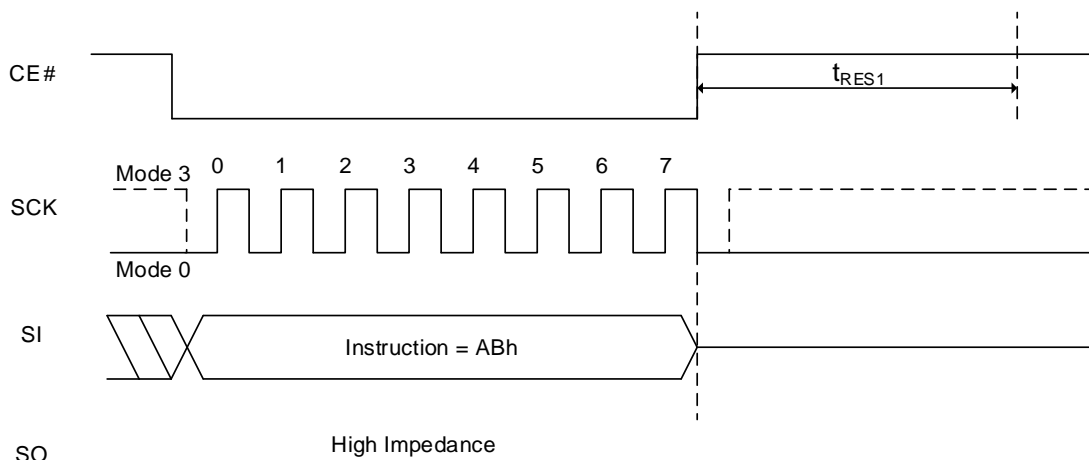 CE#
tRES1
Mode 3
0 1 2 3 4 5 6 7
SCK
Mode 0
SI
Instruction = ABh
High Impedance
SO